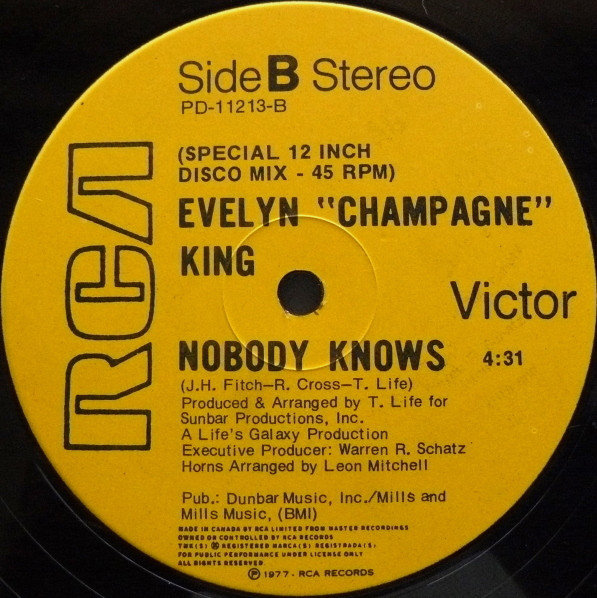 Side B Stereo
PD-11213-B
(SPECIAL 12 INCH
DISCO MIX - 45 RPM)
EVELYN "CHAMPAGNE"
KING
RCA
Victor
NOBODY KNOWS 4:31
(J.H. Fitch—R. Cross—T. Life)
Produced & Arranged by T. Life for
Sunbar Productions, Inc.
A Life's Galaxy Production
Executive Producer: Warren R. Schatz
Horns Arranged by Leon Mitchell
Pub.: Dunbar Music, Inc./Mills and
Mills Music, (BMI)
MADE IN CANADA BY RCA LIMITED FROM MASTER RECORDINGS
OWNED OR CONTROLLED BY RCA RECORDS
TMK(S) ® REGISTERED MARCA(S) REGISTRADA(S)
FOR PUBLIC PERFORMANCE UNDER LICENSE ONLY
ALL RIGHTS RESERVED
℗ 1977 - RCA RECORDS